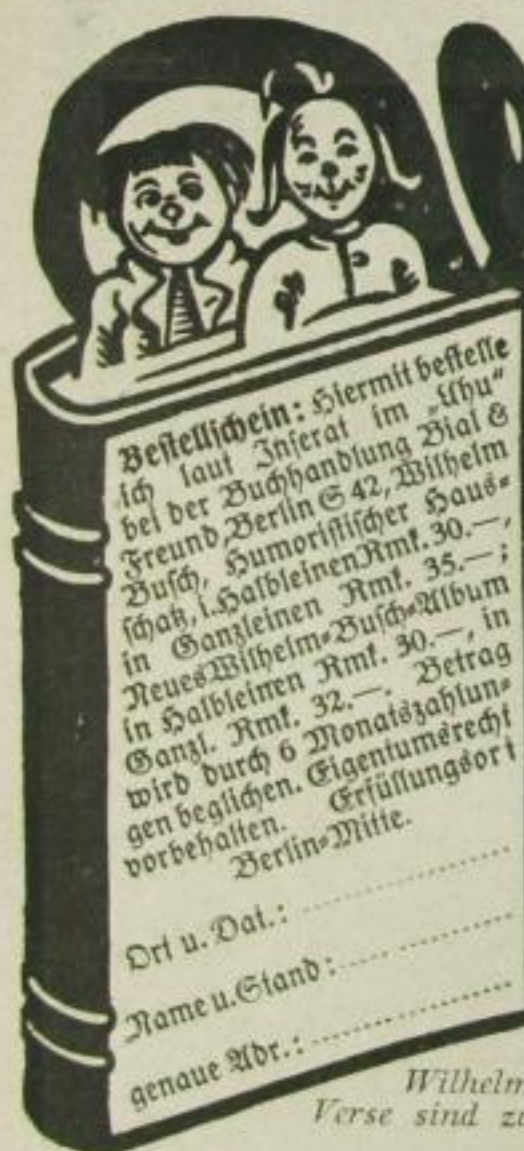 Bestellschein: Hiermit bestelle
ich laut Inserat im „Uhu“
bei der Buchhandlung Bial &
Freund, Berlin S 42, Wilhelm
Busch, Humoristischer Haus-
schatz, i. Halbleinen Rmk. 30.—,
in Ganzleinen Rmk. 35.—;
Neues Wilhelm-Busch-Album
in Halbleinen Rmk. 30.—, in
Ganzl. Rmk. 32.—. Betrag
wird durch 6 Monatszahlun-
gen beglichen. Eigentumsrecht
vorbehalten. Erfüllungsort
Berlin-Mitte.
Ort u. Dat.:
Name u. Stand:
genaue Adr.:
Wilhelm
Verse sind